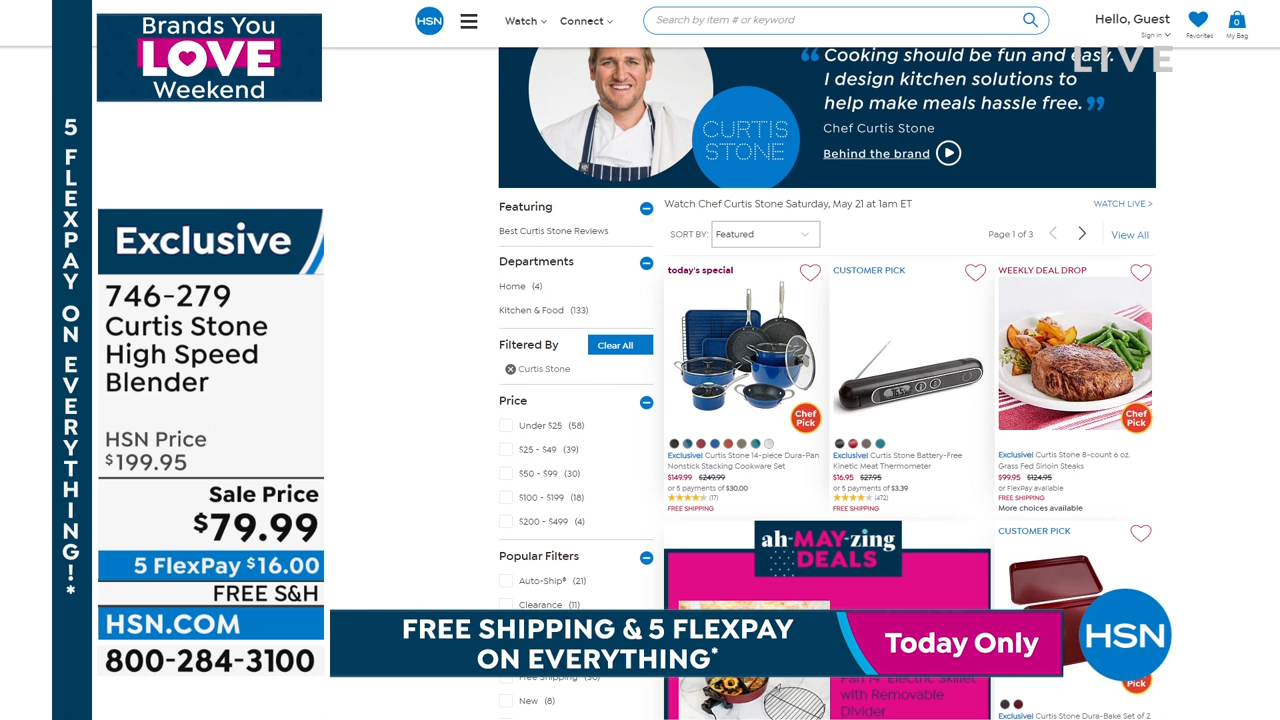 Brands You
LOVE
Weekend
5 FLEXPAY ON EVERYTHING!*
Exclusive
746-279
Curtis Stone
High Speed
Blender
HSN Price
$199.95
Sale Price
$79.99
5 FlexPay $16.00
FREE S&H
HSN.COM
800-284-3100
HSN
Watch
Connect
Search by item # or keyword
Hello, Guest
Sign in
Favorites
0
My Bag
LIVE
“ Cooking should be fun and easy.
I design kitchen solutions to
help make meals hassle free. ”
Chef Curtis Stone
Behind the brand
CURTIS
STONE
Featuring
Best Curtis Stone Reviews
Departments
Home (4)
Kitchen & Food (133)
Filtered By
Clear All
Curtis Stone
Price
Under $25 (58)
$25 - $49 (39)
$50 - $99 (30)
$100 - $199 (18)
$200 - $499 (4)
Popular Filters
Auto-Ship® (21)
Clearance (11)
Free Shipping (30)
New (8)
Watch Chef Curtis Stone Saturday, May 21 at 1am ET
WATCH LIVE >
SORT BY:
Featured
Page 1 of 3
View All
today's special
Chef
Pick
Exclusive! Curtis Stone 14-piece Dura-Pan
Nonstick Stacking Cookware Set
$149.99 $249.99
or 5 payments of $30.00
(17)
FREE SHIPPING
CUSTOMER PICK
Exclusive! Curtis Stone Battery-Free
Kinetic Meat Thermometer
$16.95 $27.95
or 5 payments of $3.39
(472)
FREE SHIPPING
WEEKLY DEAL DROP
Chef
Pick
Exclusive! Curtis Stone 8-count 6 oz.
Grass Fed Sirloin Steaks
$99.95 $124.95
or FlexPay available
FREE SHIPPING
More choices available
ah-MAY-zing
DEALS
Pan 14" Electric Skillet
with Removable
Divider
CUSTOMER PICK
Pick
Exclusive! Curtis Stone Dura-Bake Set of 2
FREE SHIPPING & 5 FLEXPAY
ON EVERYTHING*
Today Only
HSN